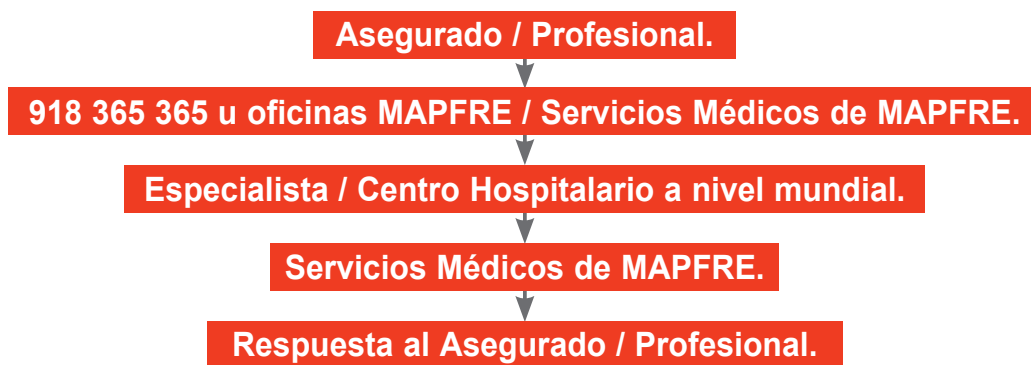 Asegurado / Profesional.
918 365 365 u oficinas MAPFRE / Servicios Médicos de MAPFRE.
Especialista / Centro Hospitalario a nivel mundial.
Servicios Médicos de MAPFRE.
Respuesta al Asegurado / Profesional.